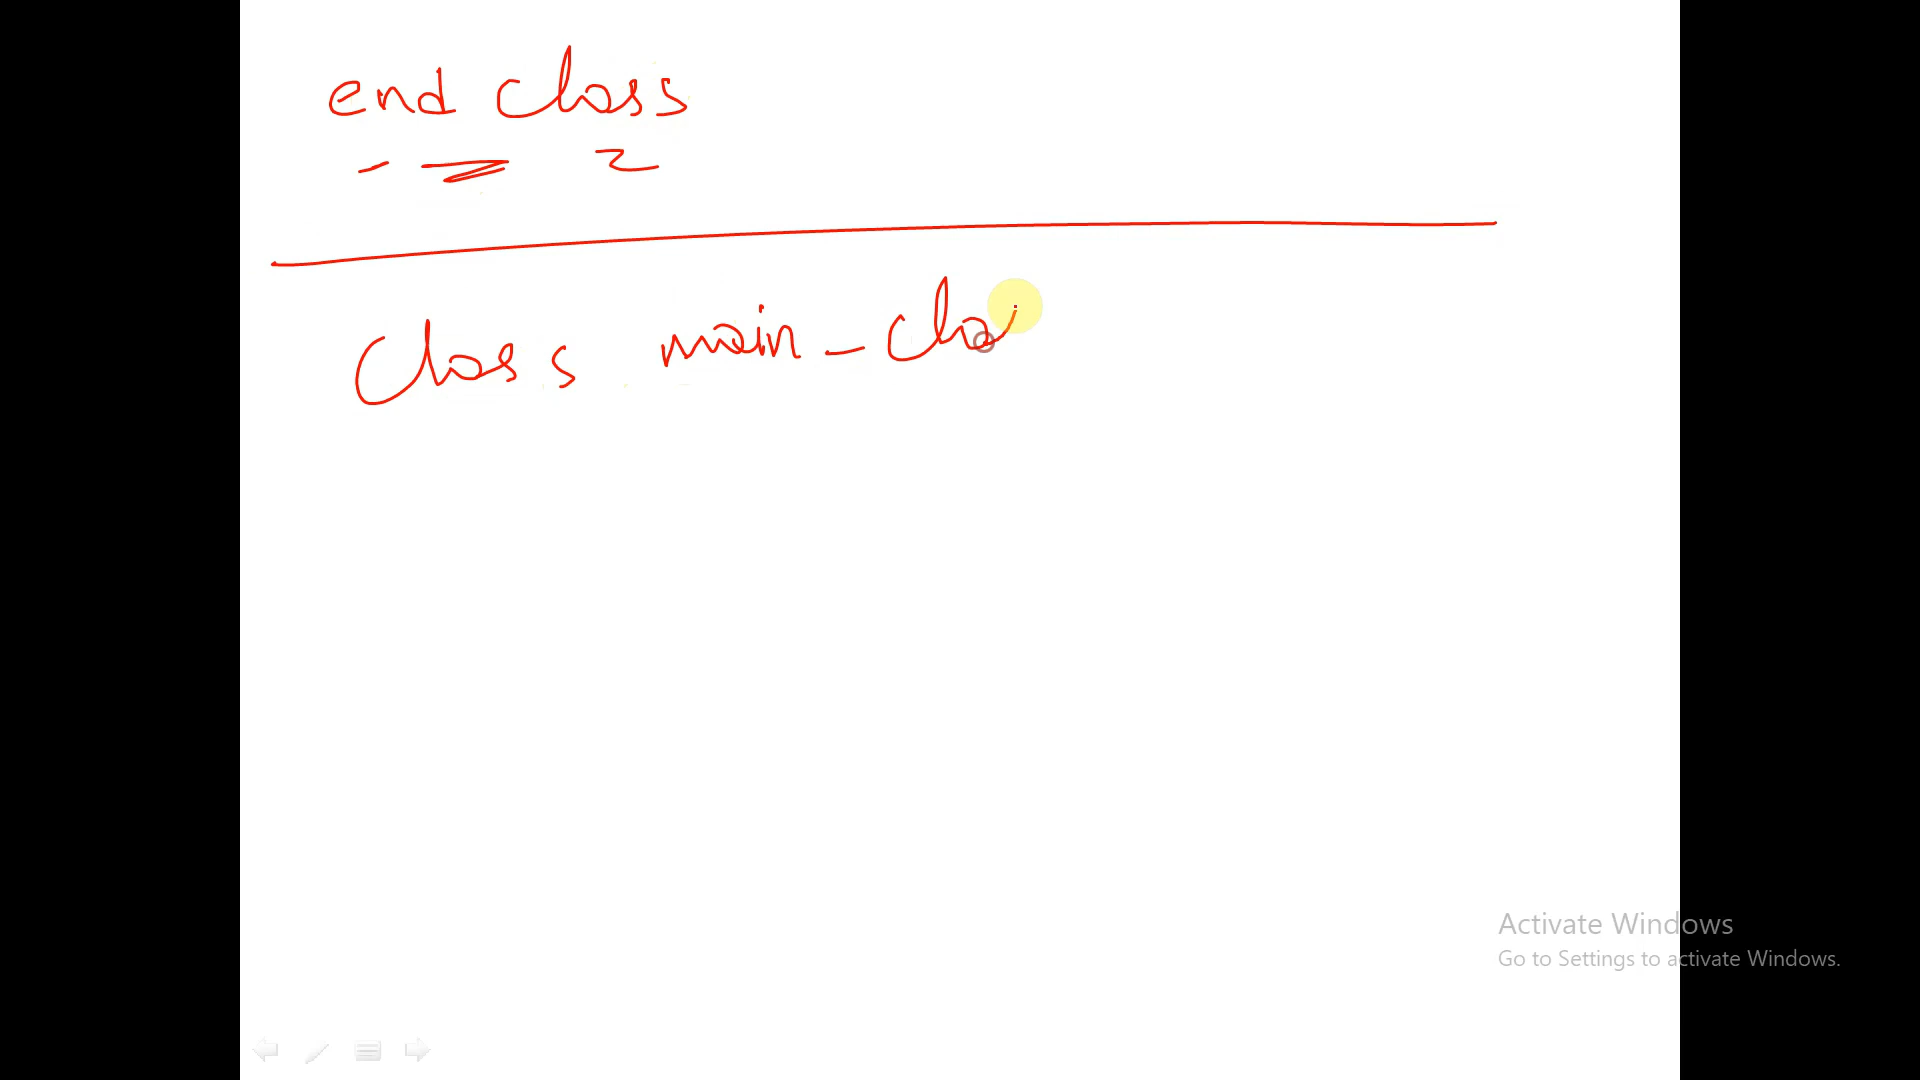 end class
class main_cla
Activate Windows
Go to Settings to activate Windows.